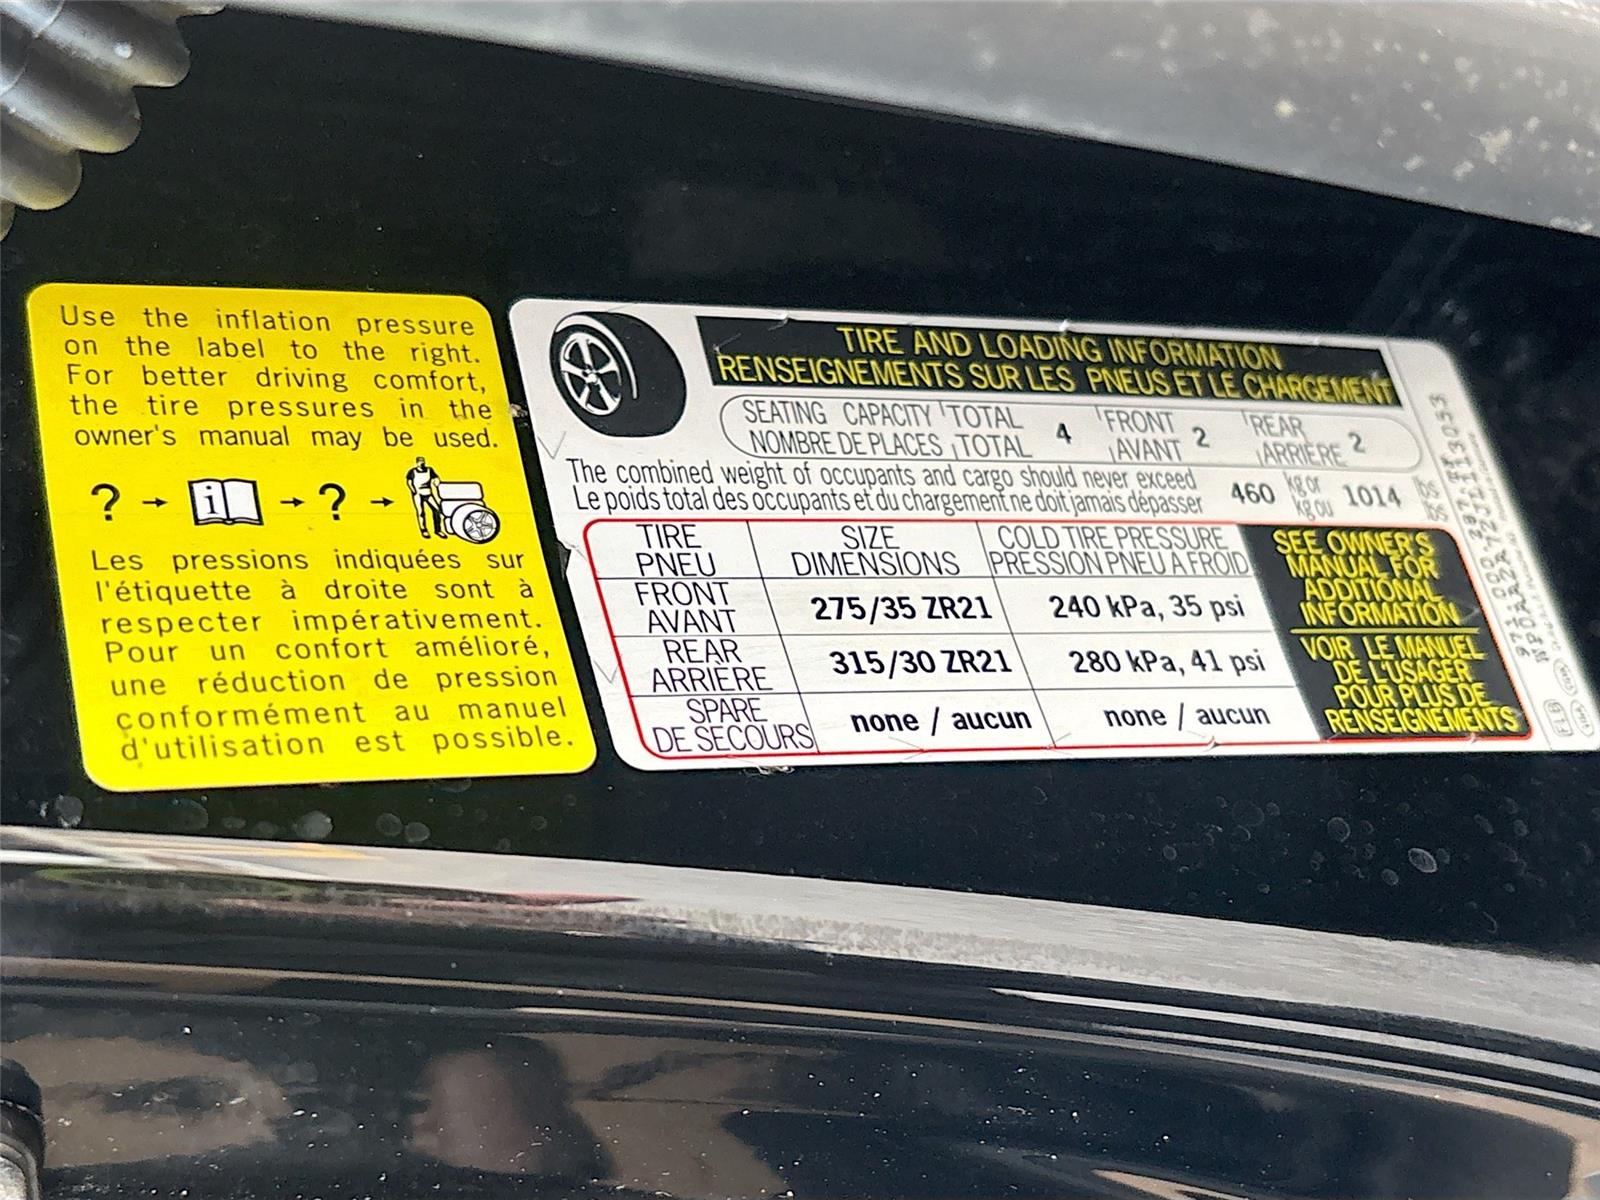 Use the inflation pressure
on the label to the right.
For better driving comfort,
the tire pressures in the
owner's manual may be used.
? → i → ? →
Les pressions indiquées sur
l'étiquette à droite sont à
respecter impérativement.
Pour un confort amélioré,
une réduction de pression
conformément au manuel
d'utilisation est possible.
TIRE AND LOADING INFORMATION
RENSEIGNEMENTS SUR LES PNEUS ET LE CHARGEMENT
SEATING CAPACITY TOTAL 4 FRONT 2 REAR 2
NOMBRE DE PLACES TOTAL AVANT ARRIÈRE
The combined weight of occupants and cargo should never exceed 460 kg or 1014 lbs
Le poids total des occupants et du chargement ne doit jamais dépasser kg ou lbs
TIRE SIZE COLD TIRE PRESSURE
PNEU DIMENSIONS PRESSION PNEU A FROID
FRONT 275/35 ZR21 240 kPa, 35 psi
AVANT
REAR 315/30 ZR21 280 kPa, 41 psi
ARRIÈRE
SPARE none / aucun none / aucun
DE SECOURS
SEE OWNER'S
MANUAL FOR
ADDITIONAL
INFORMATION
VOIR LE MANUEL
DE L'USAGER
POUR PLUS DE
RENSEIGNEMENTS